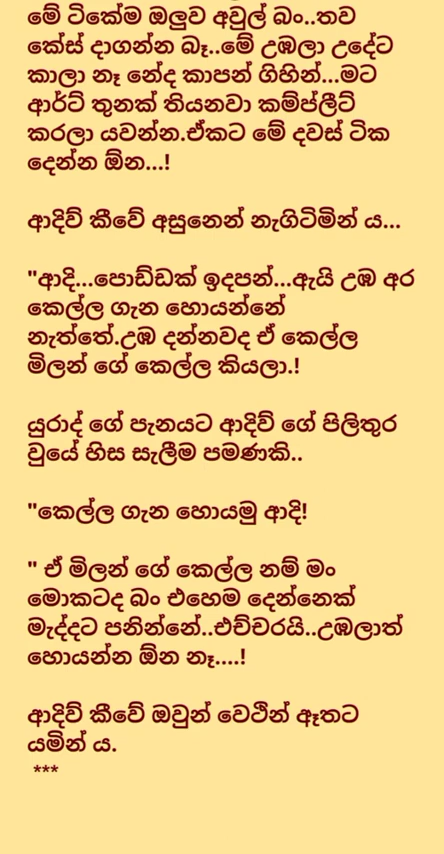 මේ ටිකේම ඔලුව අවුල් බං..තව
කේස් දාගන්න බෑ..මේ උඹලා උදේට
කාලා නෑ නේද කාපන් ගිහින්...මට
ආර්ට් තුනක් තියනවා කම්ප්ලීට්
කරලා යවන්න.ඒකට මේ දවස් ටික
දෙන්න ඕන...!
ආදිව් කීවේ අසුනෙන් නැගිටිමින් ය...
"ආදි...පොඩ්ඩක් ඉදපන්...ඇයි උඹ අර
කෙල්ල ගැන හොයන්නේ
නැත්තේ.උඹ දන්නවද ඒ කෙල්ල
මිලන් ගේ කෙල්ල කියලා.!
යුරාද් ගේ පැනයට ආදිව් ගේ පිලිතුර
වුයේ හිස සැලීම පමණකි..
"කෙල්ල ගැන හොයමු ආදි!
" ඒ මිලන් ගේ කෙල්ල නම් මං
මොකටද බං එහෙම දෙන්නෙක්
මැද්දට පනින්නේ..එච්චරයි..උඹලාත්
හොයන්න ඕන නෑ....!
ආදිව් කීවේ ඔවුන් වෙථින් ඈතට
යමින් ය.
***